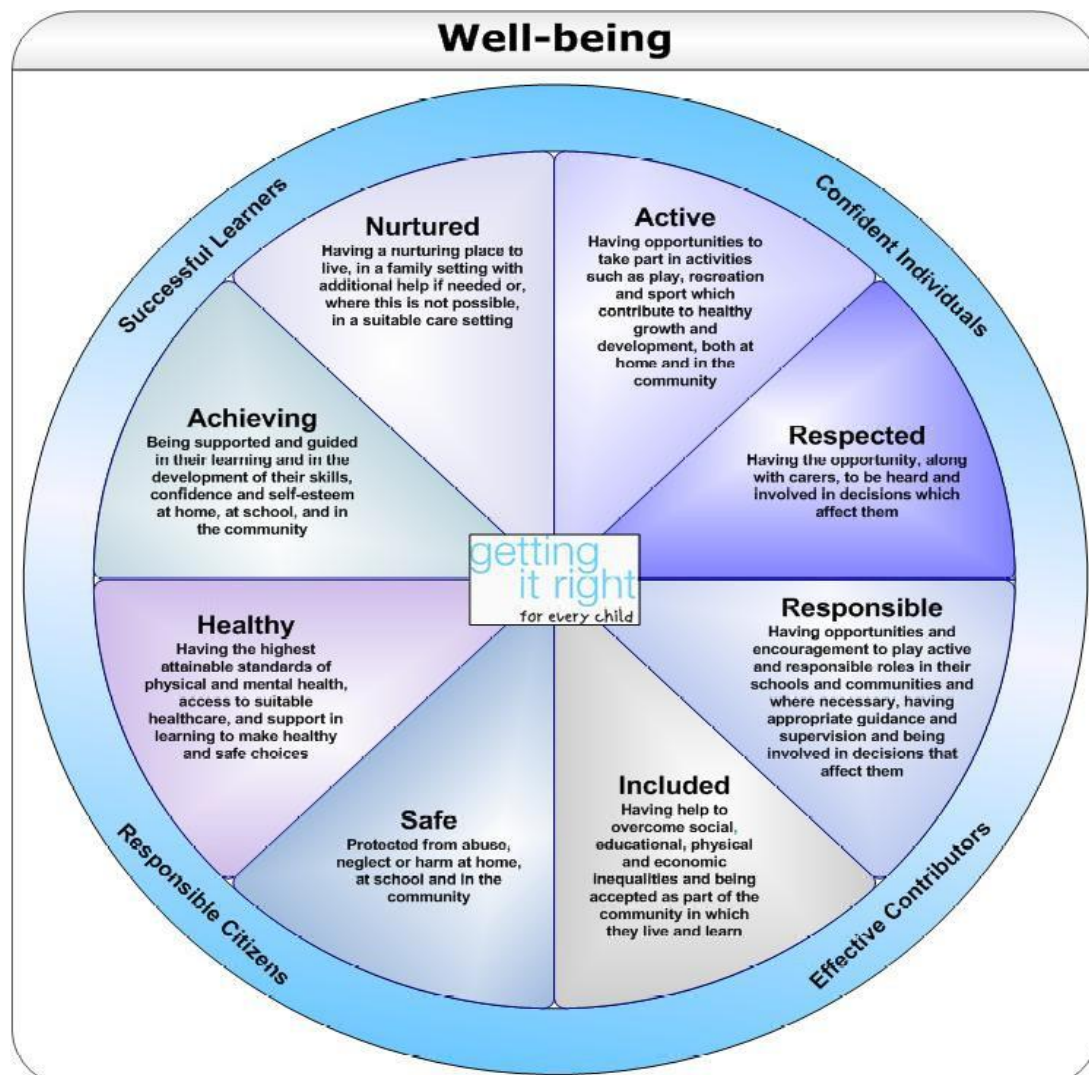 Well-being
Successful Learners
Confident Individuals
Nurtured
Having a nurturing place to
live, in a family setting with
additional help if needed or,
where this is not possible,
in a suitable care setting
Active
Having opportunities to
take part in activities
such as play, recreation
and sport which
contribute to healthy
growth and
development, both at
home and in the
community
Achieving
Being supported and guided
in their learning and in the
development of their skills,
confidence and self-esteem
at home, at school, and in
the community
Respected
Having the opportunity, along
with carers, to be heard and
involved in decisions which
affect them
getting
it right
for every child
Healthy
Having the highest
attainable standards of
physical and mental health,
access to suitable
healthcare, and support in
learning to make healthy
and safe choices
Responsible
Having opportunities and
encouragement to play active
and responsible roles in their
schools and communities and
where necessary, having
appropriate guidance and
supervision and being
involved in decisions that
affect them
Safe
Protected from abuse,
neglect or harm at home,
at school and in the
community
Included
Having help to
overcome social,
educational, physical
and economic
inequalities and being
accepted as part of the
community in which
they live and learn
Responsible Citizens
Effective Contributors